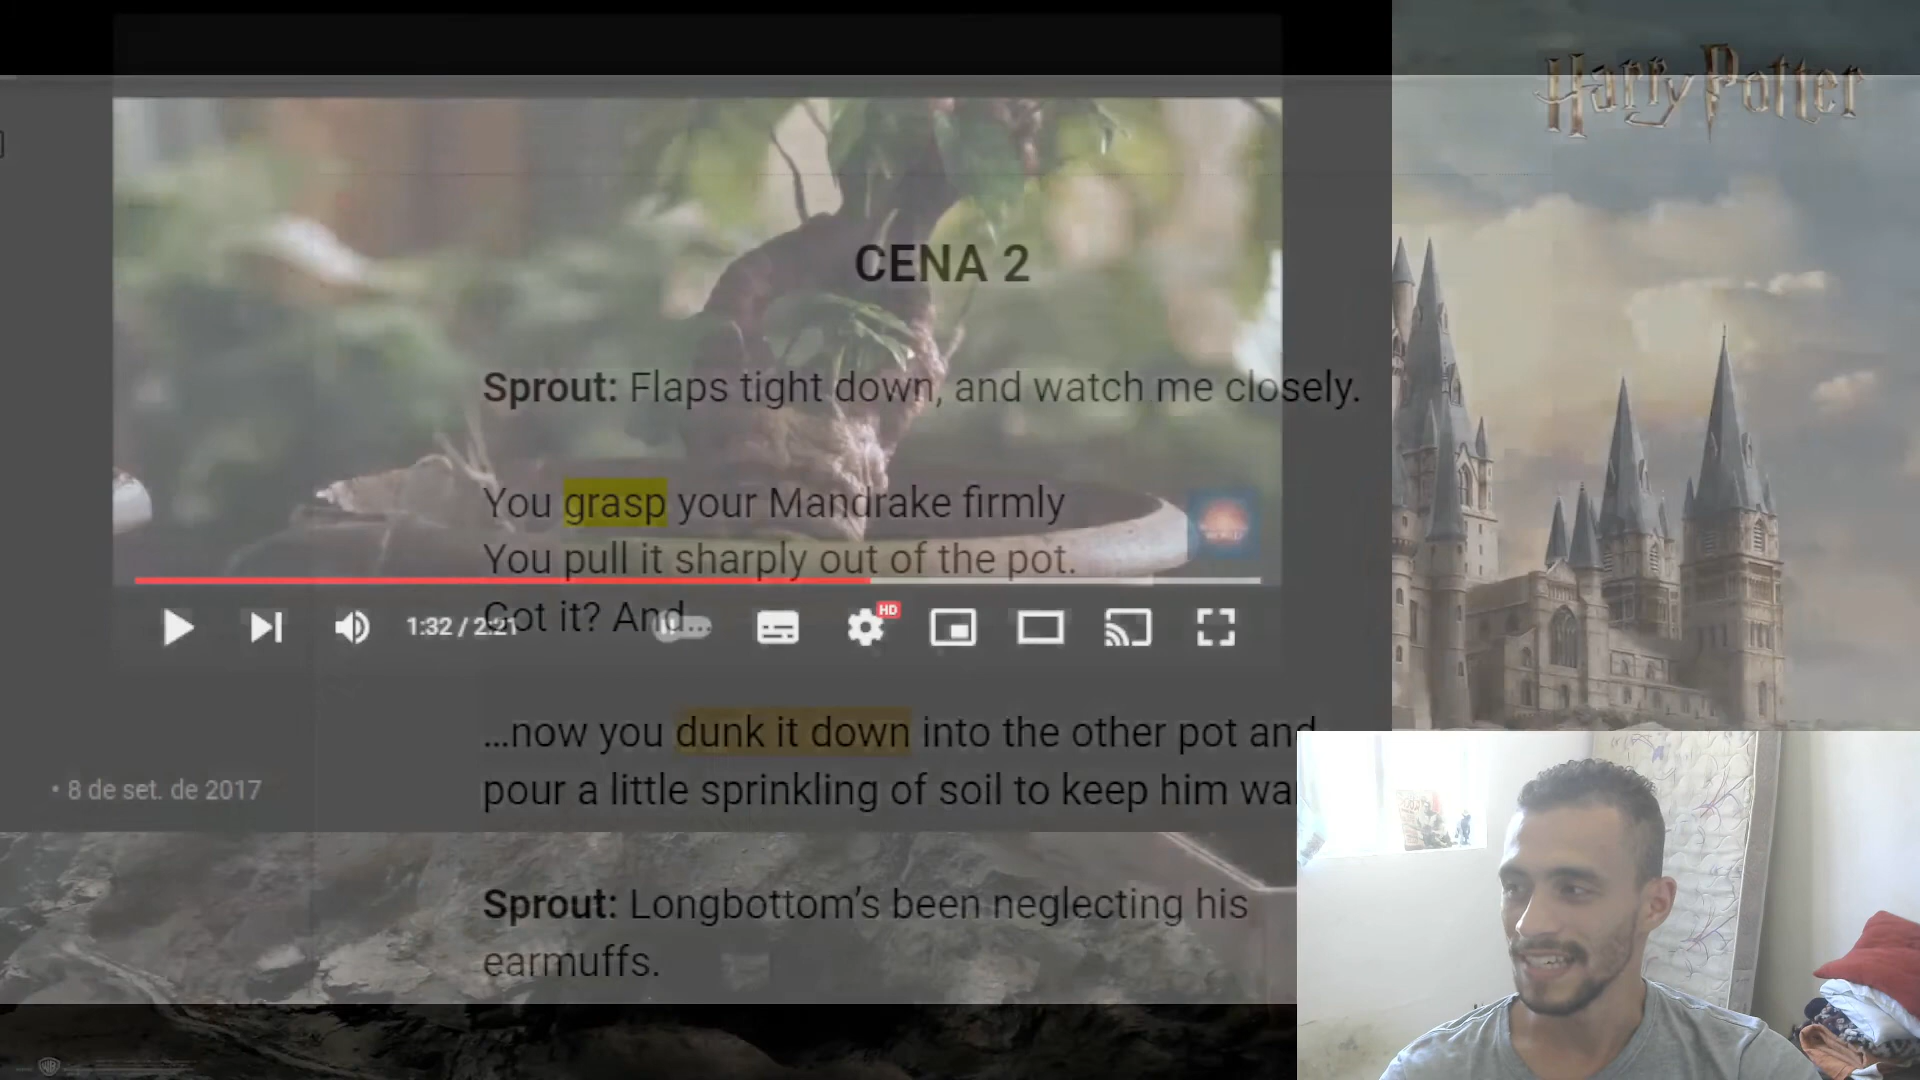 Harry Potter
CENA 2
Sprout: Flaps tight down, and watch me closely.
You grasp your Mandrake firmly
You pull it sharply out of the pot.
Got it? And...
HD
1:32 / 2:21
...now you dunk it down into the other pot and
pour a little sprinkling of soil to keep him wa
• 8 de set. de 2017
Sprout: Longbottom’s been neglecting his
earmuffs.